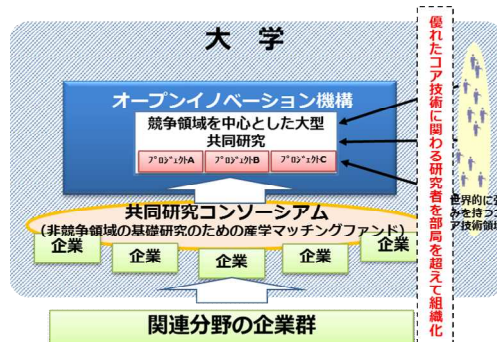 大 学
オープンイノベーション機構
競争領域を中心とした大型
共同研究
ﾌﾟﾛｼﾞｪｸﾄA
ﾌﾟﾛｼﾞｪｸﾄB
ﾌﾟﾛｼﾞｪｸﾄC
共同研究コンソーシアム
(非競争領域の基礎研究のための産学マッチングファンド)
企業
企業
企業
企業
企業
関連分野の企業群
優れたコア技術に関わる研究者を部局を超えて組織化
世界的に強
みを持つコ
ア技術領域